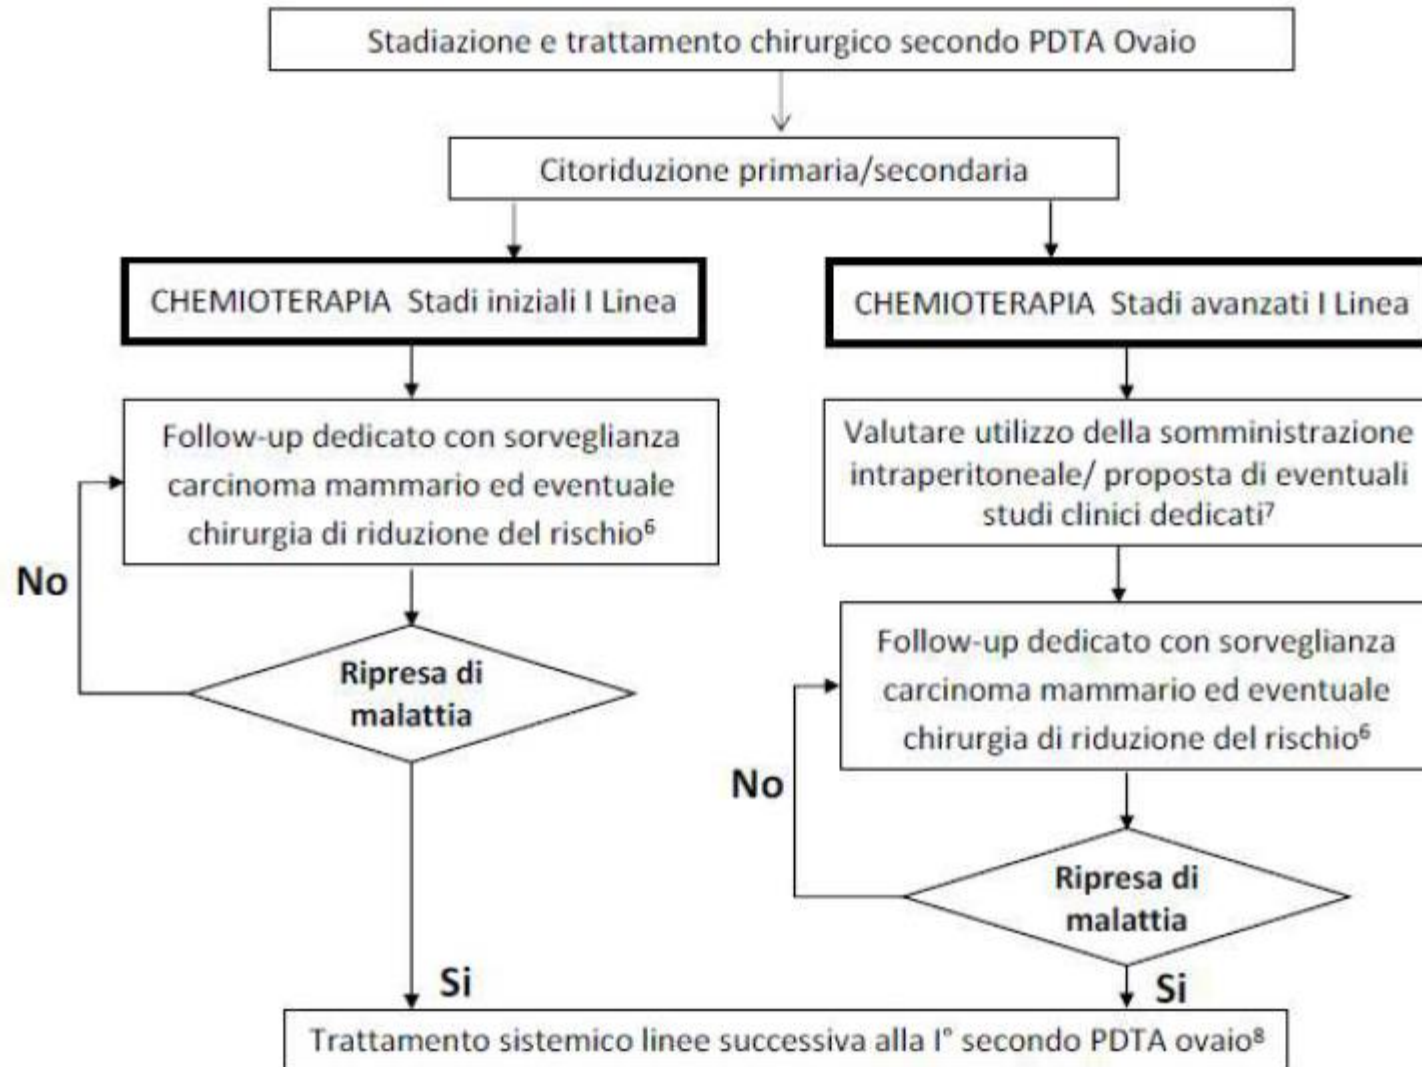 Stadiazione e trattamento chirurgico secondo PDTA Ovaio
Citoriduzione primaria/secondaria
CHEMIOTERAPIA Stadi iniziali I Linea
CHEMIOTERAPIA Stadi avanzati I Linea
Follow-up dedicato con sorveglianza
carcinoma mammario ed eventuale
chirurgia di riduzione del rischio⁶
Valutare utilizzo della somministrazione
intraperitoneale/ proposta di eventuali
studi clinici dedicati⁷
No
Ripresa di
malattia
Follow-up dedicato con sorveglianza
carcinoma mammario ed eventuale
chirurgia di riduzione del rischio⁶
No
Ripresa di
malattia
Si
Si
Trattamento sistemico linee successiva alla I° secondo PDTA ovaio⁸